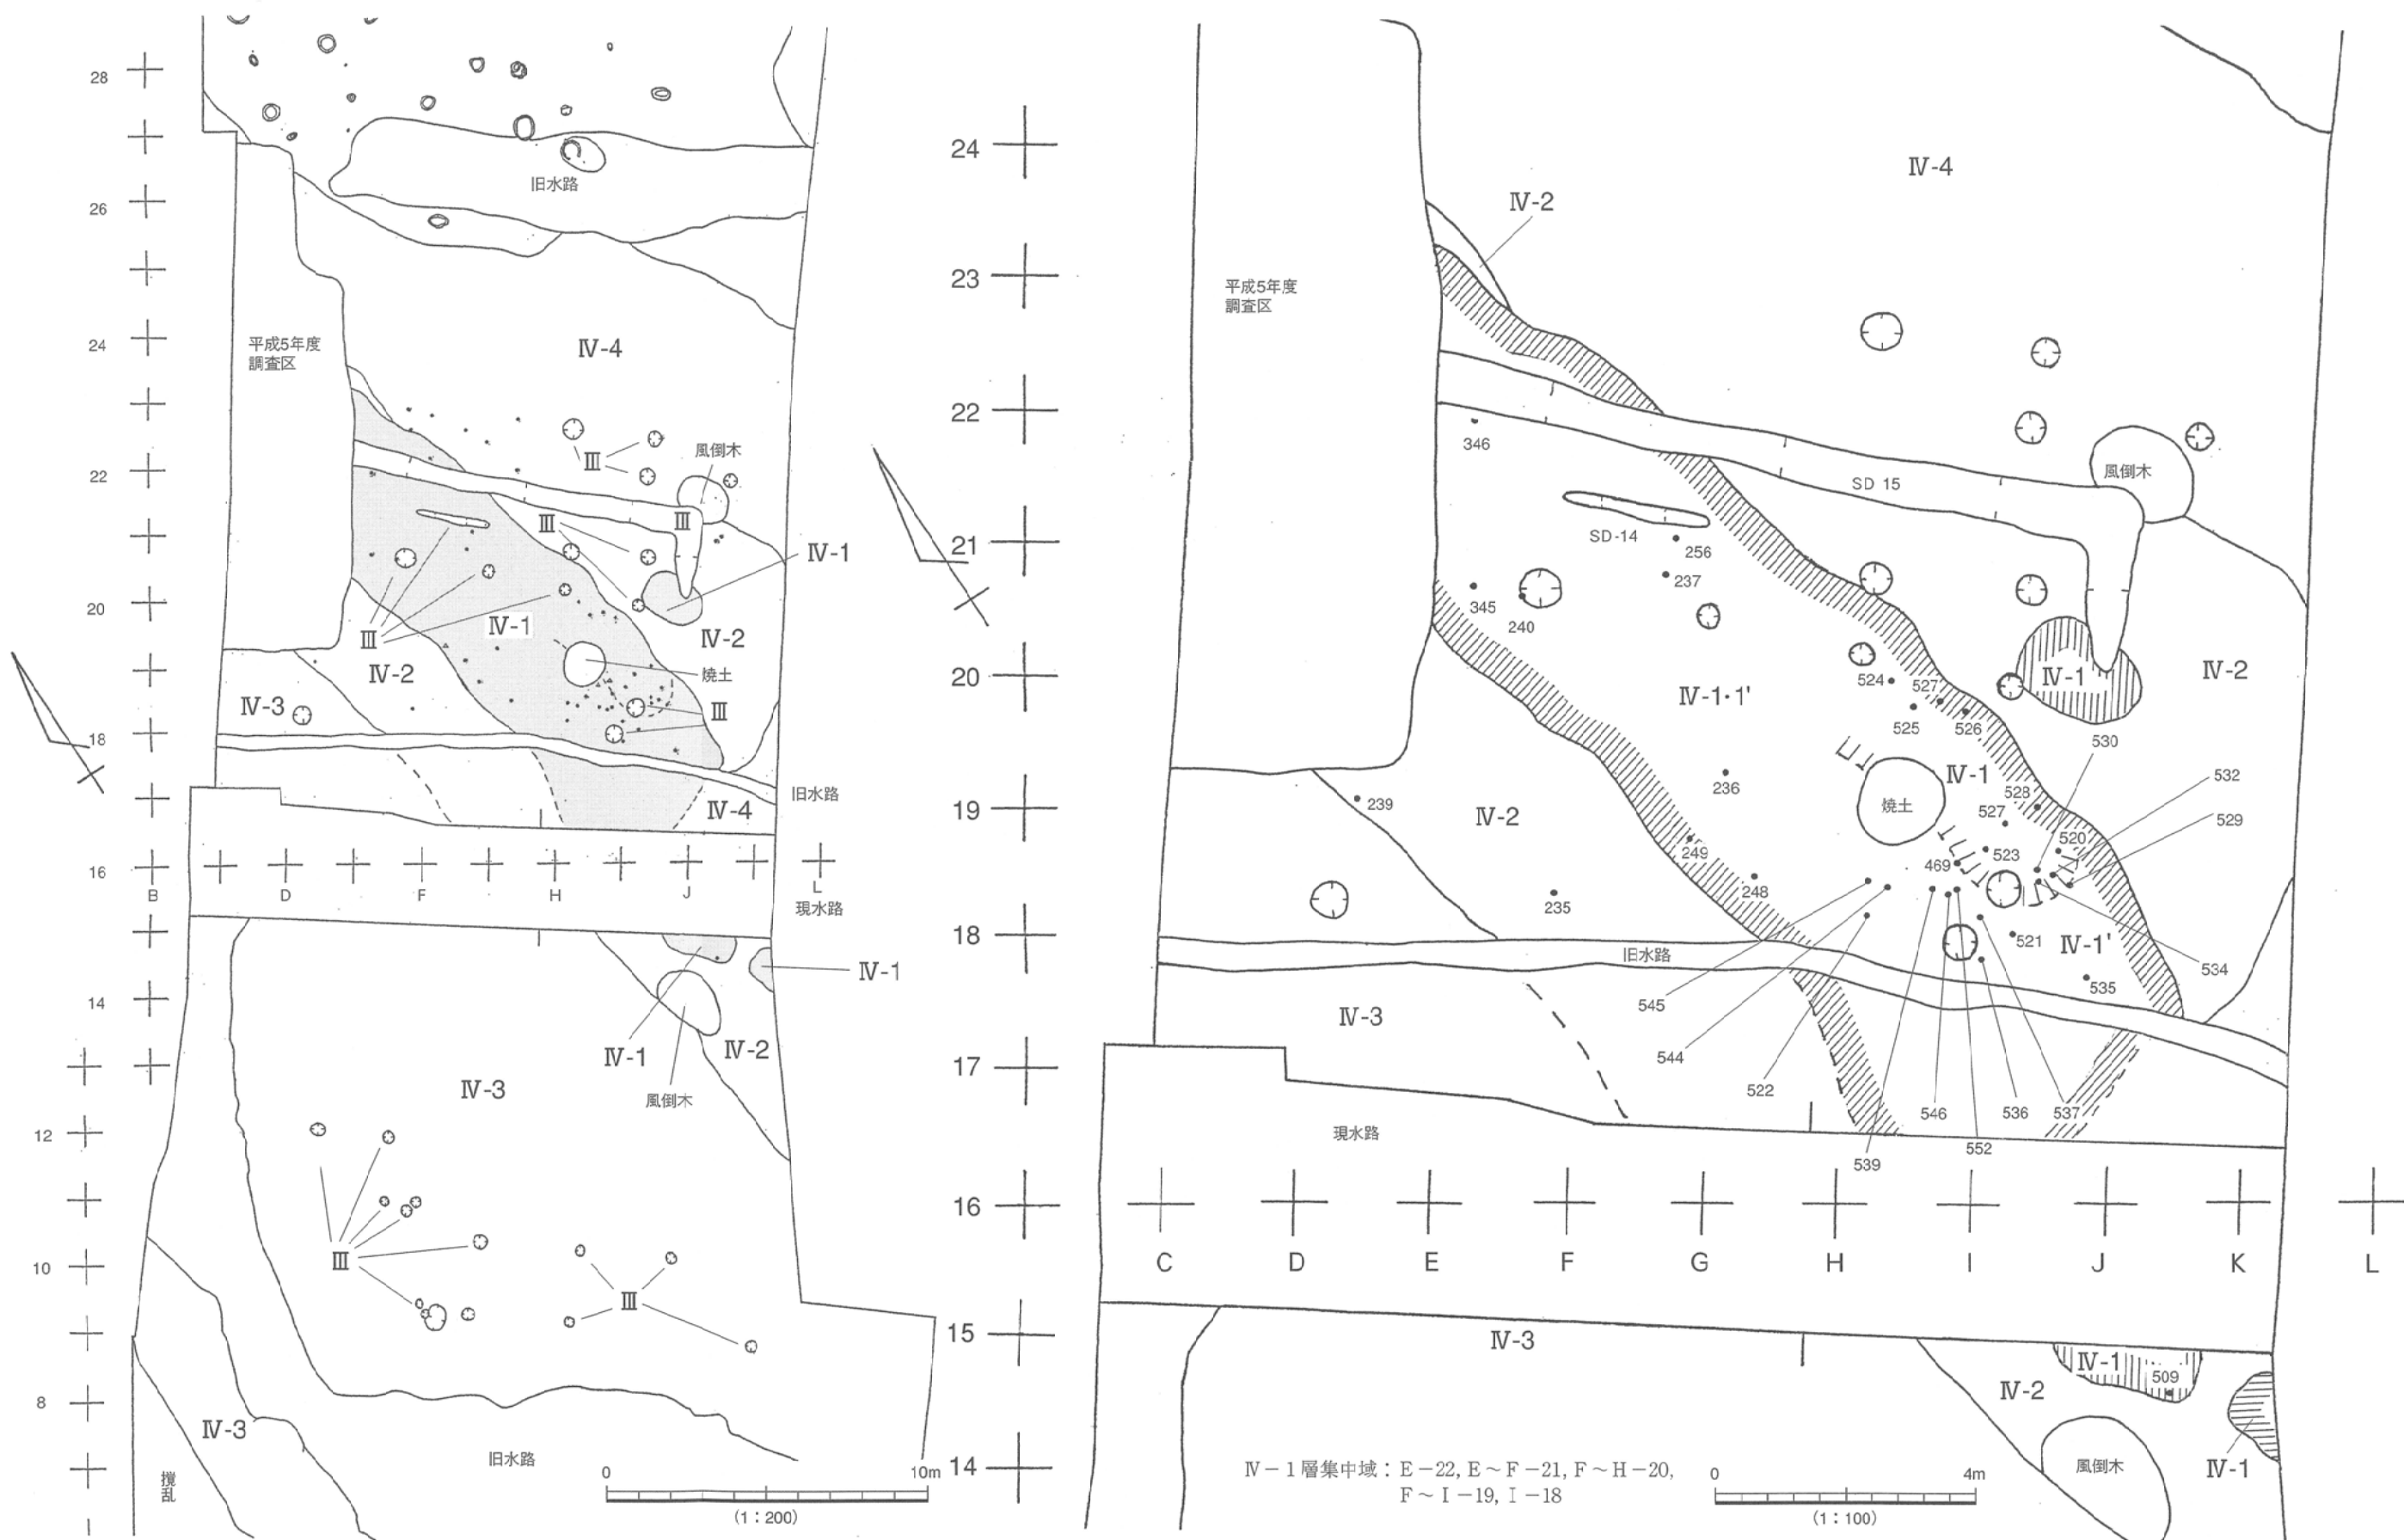 28
26
24
22
20
18
16
14
12
10
8
旧水路
平成5年度
調査区
Ⅳ-4
風倒木
Ⅲ
Ⅲ
Ⅲ
Ⅳ-1
Ⅳ-1
Ⅲ
Ⅳ-2
Ⅳ-2
焼土
Ⅳ-3
Ⅲ
旧水路
Ⅳ-4
B
D
F
H
J
L
現水路
Ⅳ-1
Ⅳ-1
Ⅳ-2
Ⅳ-3
風倒木
Ⅲ
Ⅲ
Ⅳ-3
旧水路
撹乱
0
10m
(1:200)
24
23
22
21
20
19
18
17
16
15
14
Ⅳ-4
Ⅳ-2
平成5年度
調査区
346
風倒木
SD 15
SD-14
256
237
345
240
Ⅳ-1・1'
524
527
525
526
Ⅳ-1
Ⅳ-2
530
532
236
Ⅳ-1
528
焼土
527
529
239
Ⅳ-2
520
249
469
523
248
235
521
Ⅳ-1'
旧水路
534
535
545
Ⅳ-3
544
522
546
536
537
現水路
552
539
C
D
E
F
G
H
I
J
K
L
Ⅳ-3
Ⅳ-1
509
Ⅳ-2
風倒木
Ⅳ-1
Ⅳ-1層集中域：E-22, E～F-21, F～H-20,
F～I-19, I-18
0
4m
(1:100)